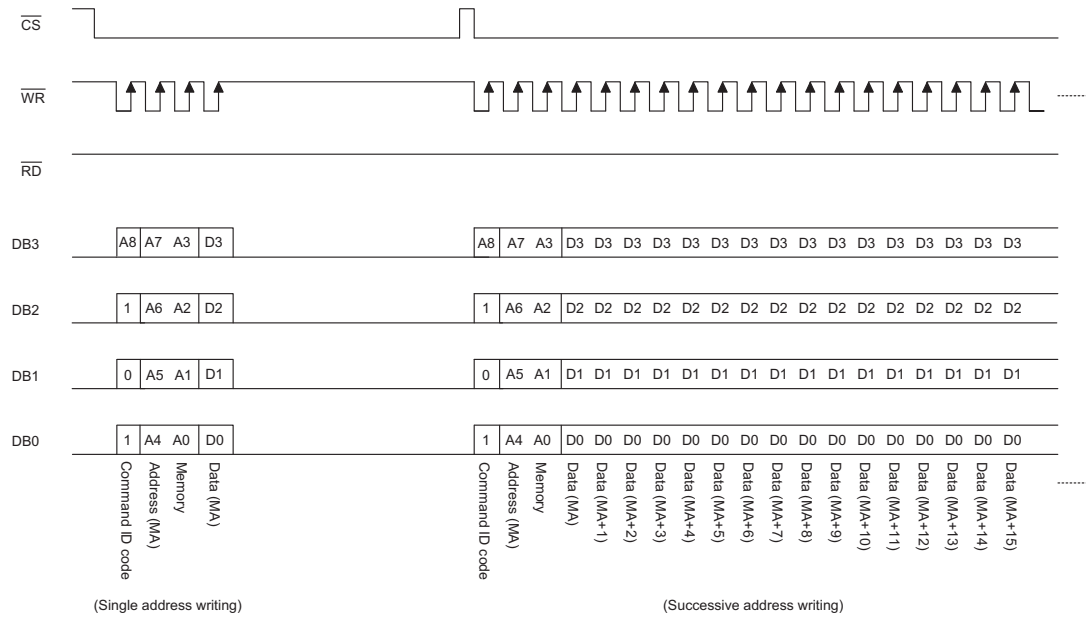 CS
WR
RD
DB3 A8 A7 A3 D3 A8 A7 A3 D3 D3 D3 D3 D3 D3 D3 D3 D3 D3 D3 D3 D3 D3 D3 D3
DB2 1 A6 A2 D2 1 A6 A2 D2 D2 D2 D2 D2 D2 D2 D2 D2 D2 D2 D2 D2 D2 D2 D2
DB1 0 A5 A1 D1 0 A5 A1 D1 D1 D1 D1 D1 D1 D1 D1 D1 D1 D1 D1 D1 D1 D1 D1
DB0 1 A4 A0 D0 1 A4 A0 D0 D0 D0 D0 D0 D0 D0 D0 D0 D0 D0 D0 D0 D0 D0 D0
Command ID code
Address (MA)
Memory
Data (MA)
Command ID code
Address (MA)
Memory
Data (MA)
Data (MA+1)
Data (MA+2)
Data (MA+3)
Data (MA+4)
Data (MA+5)
Data (MA+6)
Data (MA+7)
Data (MA+8)
Data (MA+9)
Data (MA+10)
Data (MA+11)
Data (MA+12)
Data (MA+13)
Data (MA+14)
Data (MA+15)
(Single address writing)
(Successive address writing)